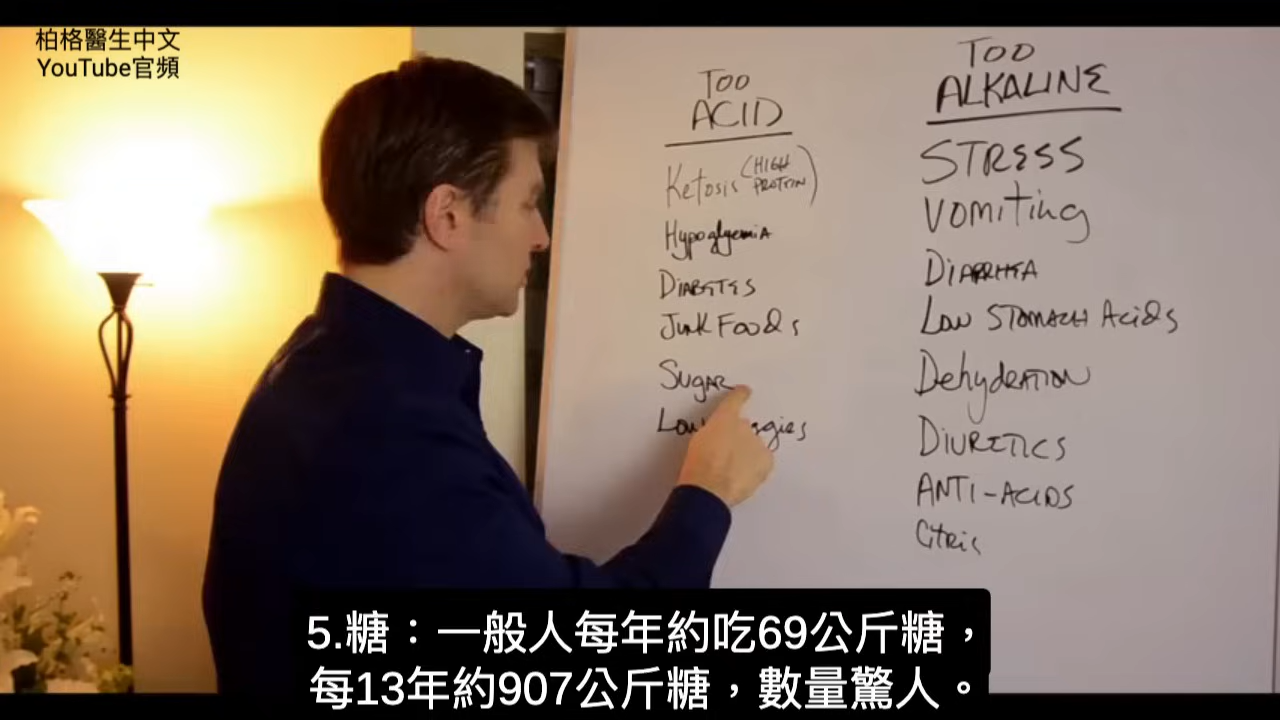 柏格醫生中文
YouTube官頻
TOO
ACID
Ketosis (HIGH
PROTEIN)
Hypoglycemia
DIABETES
JUNK FOODS
SUGAR
TOO
ALKALINE
STRESS
VOMITING
DIARRHEA
LOW STOMACH ACIDS
DEHYDRATION
DIURETICS
ANTI-ACIDS
Citric
5.糖：一般人每年約吃69公斤糖，
每13年約907公斤糖，數量驚人。